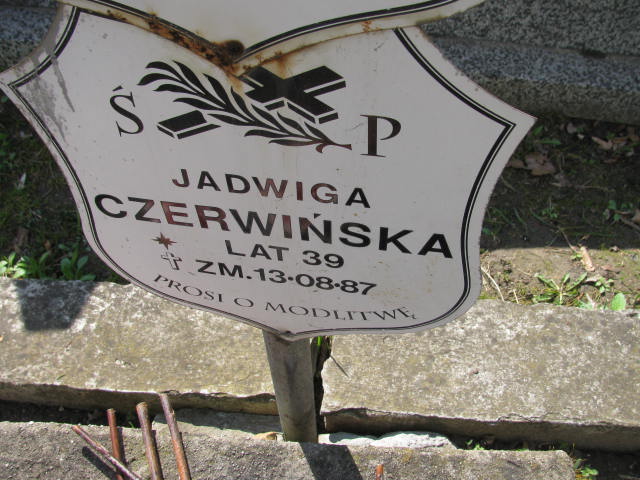 Ś P
JADWIGA
CZERWIŃSKA
LAT 39
ZM.13·08·87
PROSI O MODLITWĘ